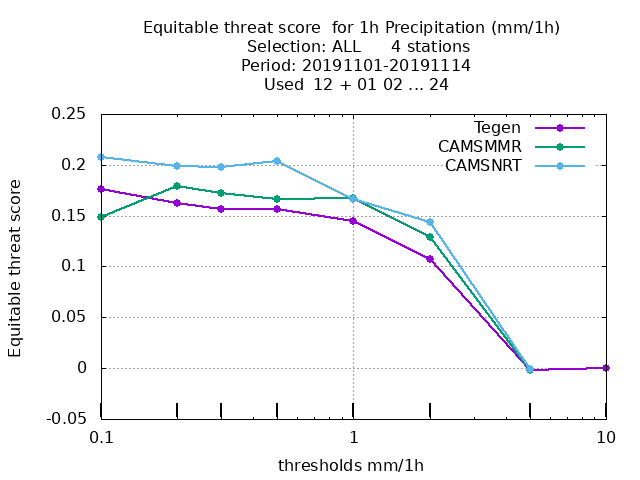 Equitable threat score  for 1h Precipitation (mm/1h)
Selection: ALL      4 stations
Period: 20191101-20191114
Used  12 + 01 02 ... 24
Tegen
CAMSMMR
CAMSNRT
0.25
0.2
0.15
0.1
0.05
0
-0.05
Equitable threat score
0.1
1
10
thresholds mm/1h